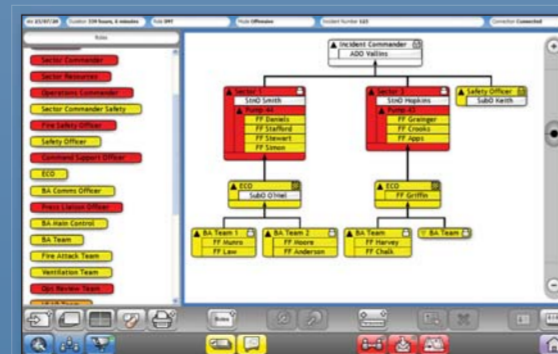 Duration 339 hours, 6 minutes
Mode Offensive
Incident Number
Connection Connected
Roles
Sector Commander
Sector Resources
Operations Commander
Sector Commander Safety
Fire Safety Officer
Safety Officer
Command Support Officer
ECO
BA Comms Officer
Press Liaison Officer
BA Main Control
BA Team
Fire Attack Team
Ventilation Team
Ops Review Team
Incident Commander
ADO Vallins
Sector 1
StnO Smith
FF Daniels
FF Stafford
FF Stewart
FF Simon
Sector 3
StnO Hopkins
FF Grainger
FF Crooks
FF Apps
Safety Officer
SubO Keith
ECO
SubO O'Niel
ECO
FF Griffin
BA Team 1
FF Munro
FF Law
BA Team 2
FF Moore
FF Anderson
BA Team
FF Harvey
FF Chalk
BA Team
Roles